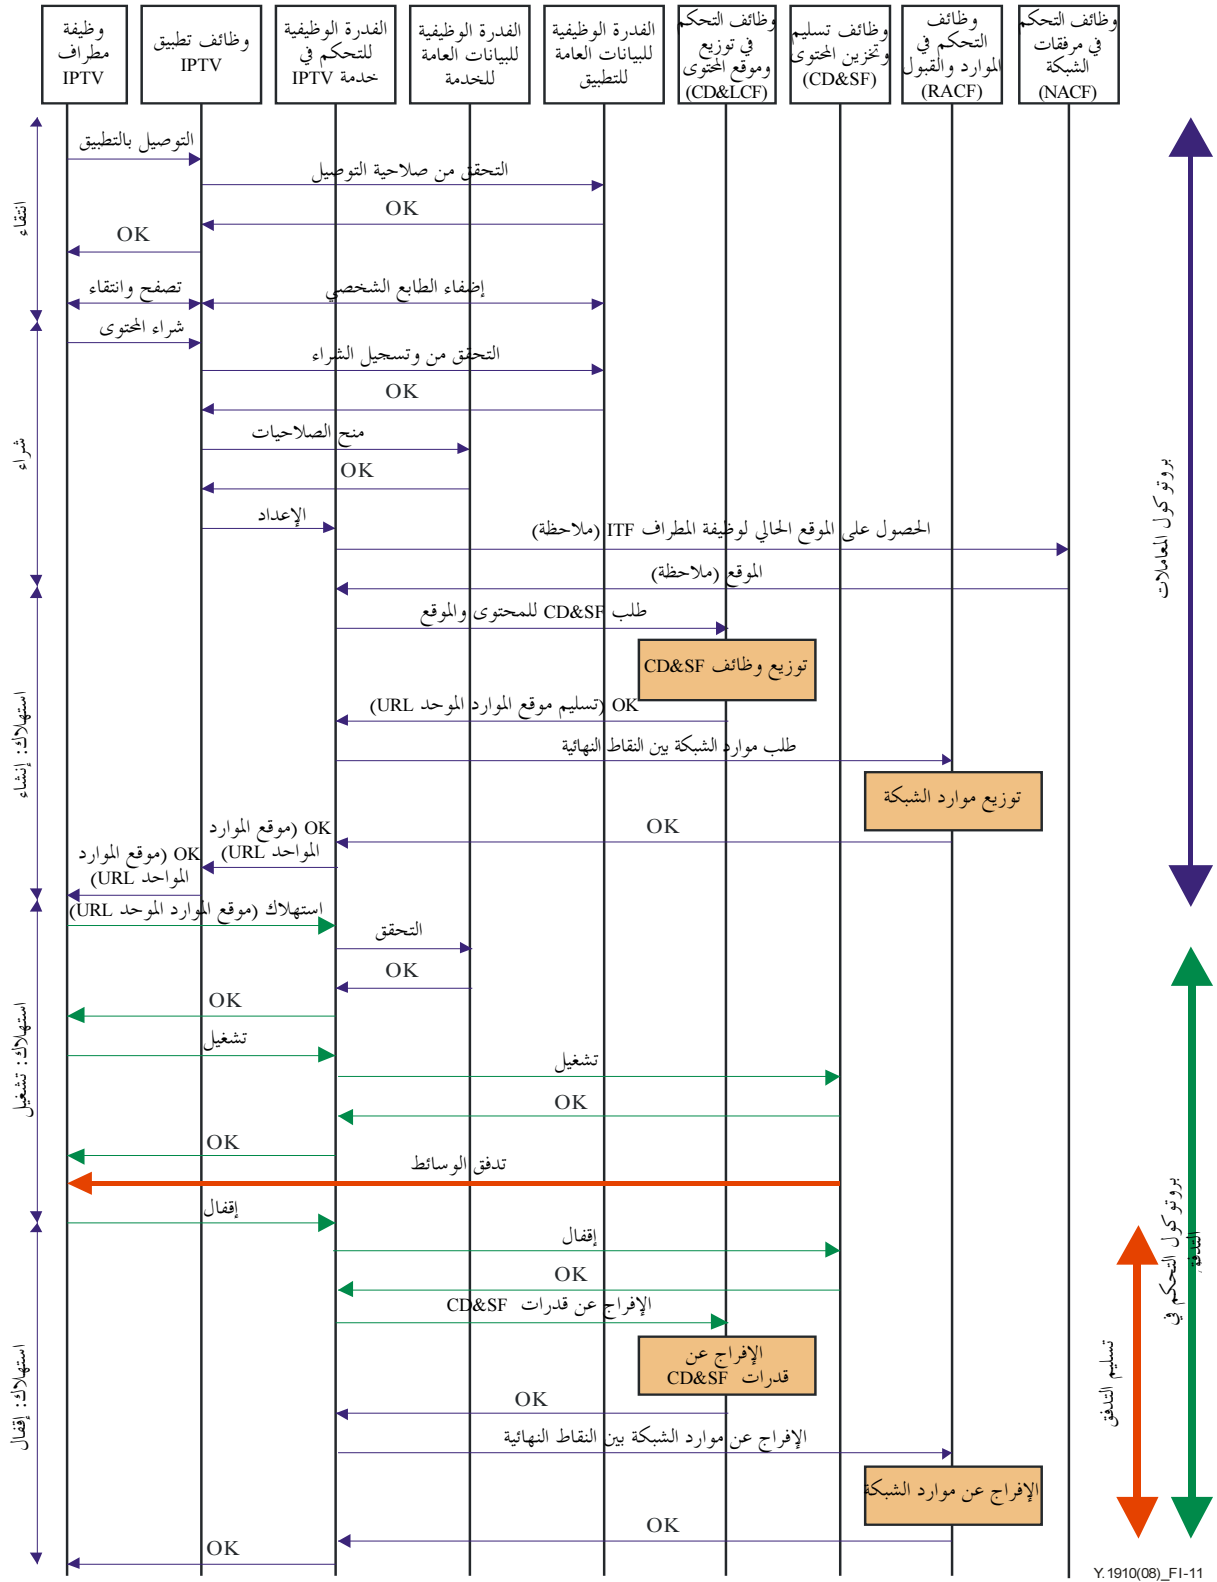 وظيفة
مطراف
IPTV
وظائف تطبيق
IPTV
القدرة الوظيفية
للتحكم في
خدمة IPTV
القدرة الوظيفية
للبيانات العامة
للخدمة
القدرة الوظيفية
للبيانات العامة
للتطبيق
وظائف التحكم
في توزيع
وموقع المحتوى
(CD&LCF)
وظائف تسليم
وتخزين المحتوى
(CD&SF)
وظائف
التحكم في
الموارد والقبول
(RACF)
وظائف التحكم
في مرفقات
الشبكة
(NACF)
انتقاء
التوصيل بالتطبيق
التحقق من صلاحية التوصيل
OK
OK
تصفح وانتقاء
إضفاء الطابع الشخصي
شراء
شراء المحتوى
التحقق من وتسجيل الشراء
OK
منح الصلاحيات
OK
الإعداد
الحصول على الموقع الحالي لوظيفة المطراف ITF (ملاحظة)
الموقع (ملاحظة)
بروتوكول المعاملات
استهلاك: إنشاء
طلب CD&SF للمحتوى والموقع
توزيع وظائف CD&SF
OK (تسليم موقع الموارد الموحد URL)
طلب موارد الشبكة بين النقاط النهائية
توزيع موارد الشبكة
OK
OK (موقع الموارد
المواحد URL)
OK (موقع الموارد
المواحد URL)
استهلاك: تشغيل
استهلاك (موقع الموارد الموحد URL)
التحقق
OK
OK
تشغيل
تشغيل
OK
OK
تدفق الوسائط
بروتوكول التحكم في
التدفق
استهلاك: إقفال
إقفال
إقفال
OK
الإفراج عن قدرات CD&SF
الإفراج عن
قدرات CD&SF
OK
تسليم التدفق
الإفراج عن موارد الشبكة بين النقاط النهائية
الإفراج عن موارد الشبكة
OK
OK
Y.1910(08)_FI-11